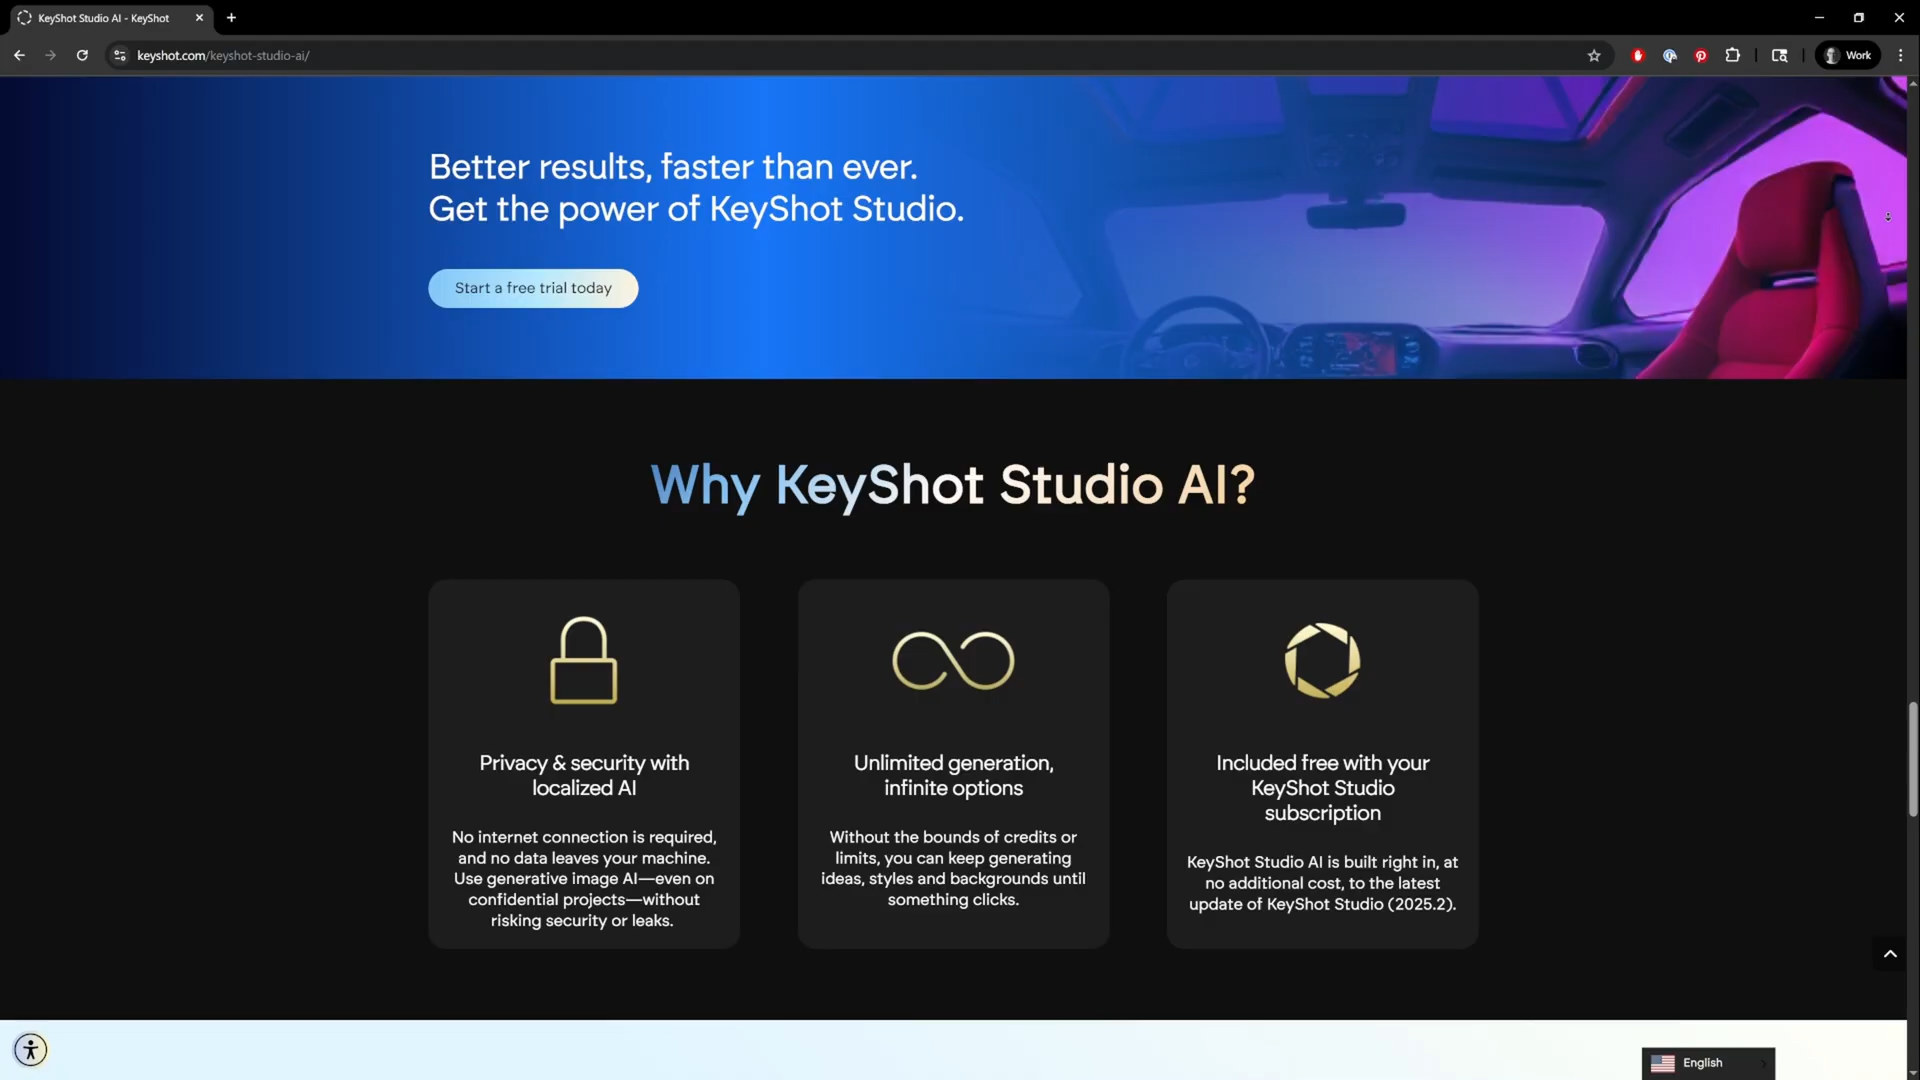 KeyShot Studio AI - KeyShot
keyshot.com/keyshot-studio-ai/
Work
Better results, faster than ever.
Get the power of KeyShot Studio.
Start a free trial today
Why KeyShot Studio AI?
Privacy & security with
localized AI
No internet connection is required,
and no data leaves your machine.
Use generative image AI—even on
confidential projects—without
risking security or leaks.
Unlimited generation,
infinite options
Without the bounds of credits or
limits, you can keep generating
ideas, styles and backgrounds until
something clicks.
Included free with your
KeyShot Studio
subscription
KeyShot Studio AI is built right in, at
no additional cost, to the latest
update of KeyShot Studio (2025.2).
English